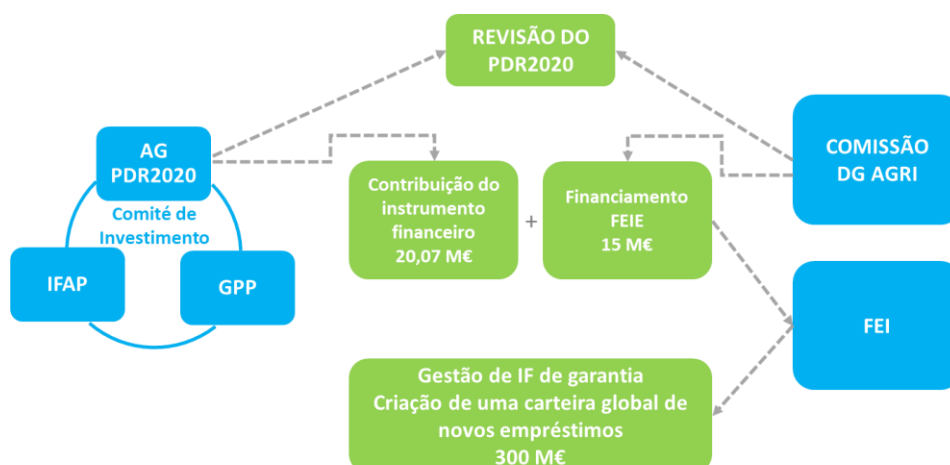 REVISÃO DO
PDR2020
AG
PDR2020
Comité de
Investimento
IFAP
GPP
Contribuição do
instrumento
financeiro
20,07 M€
+
Financiamento
FEIE
15 M€
COMISSÃO
DG AGRI
FEI
Gestão de IF de garantia
Criação de uma carteira global de
novos empréstimos
300 M€